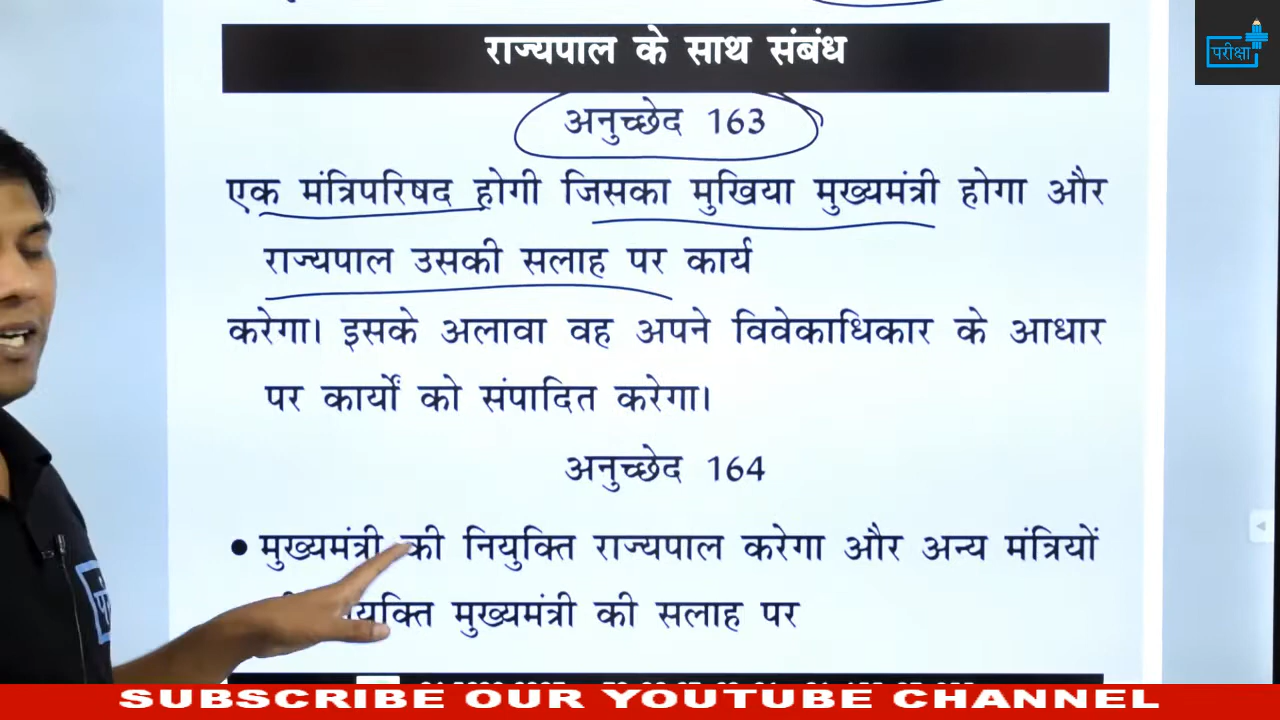 परीक्षा
राज्यपाल के साथ संबंध
अनुच्छेद 163
एक मंत्रिपरिषद होगी जिसका मुखिया मुख्यमंत्री होगा और
राज्यपाल उसकी सलाह पर कार्य
करेगा। इसके अलावा वह अपने विवेकाधिकार के आधार
पर कार्यों को संपादित करेगा।
अनुच्छेद 164
• मुख्यमंत्री की नियुक्ति राज्यपाल करेगा और अन्य मंत्रियों
मुख्यमंत्री की सलाह पर
SUBSCRIBE OUR YOUTUBE CHANNEL